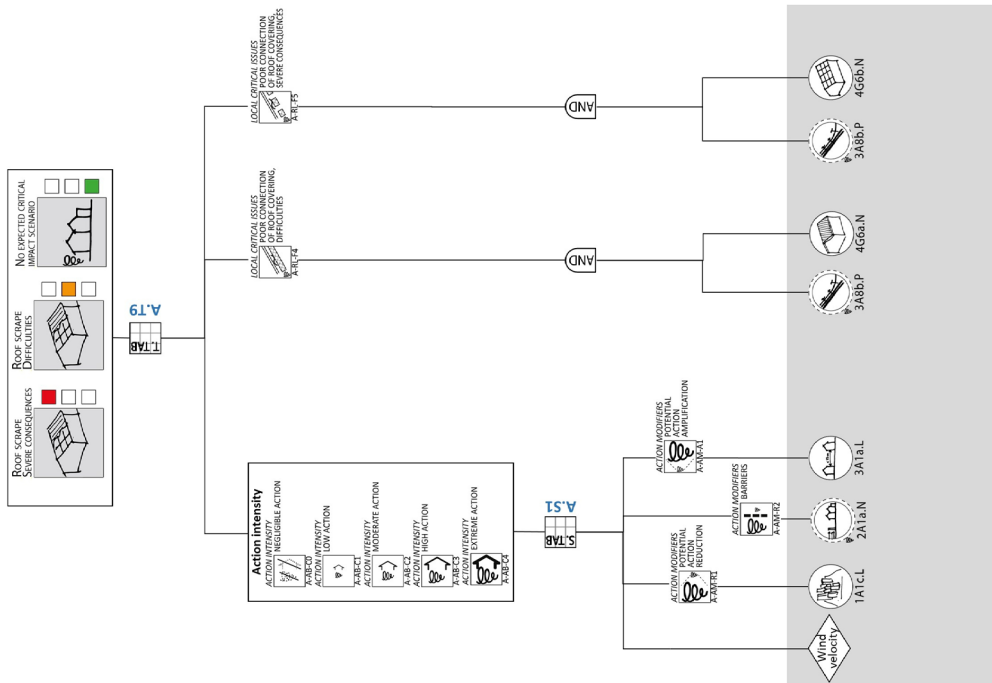 ROOF SCRAPE
SEVERE CONSEQUENCES
ROOF SCRAPE
DIFFICULTIES
NO EXPECTED CRITICAL
IMPACT SCENARIO
T. TAB
A.T9
Action intensity
ACTION INTENSITY
NEGLIGIBLE ACTION
A-AB-C0
ACTION INTENSITY
LOW ACTION
A-AB-C1
ACTION INTENSITY
MODERATE ACTION
A-AB-C2
ACTION INTENSITY
HIGH ACTION
A-AB-C3
ACTION INTENSITY
EXTREME ACTION
A-AB-C4
S. TAB
A.S1
LOCAL CRITICAL ISSUES
POOR CONNECTION
OF ROOF COVERING,
DIFFICULTIES
A-RL-F4
LOCAL CRITICAL ISSUES
POOR CONNECTION
OF ROOF COVERING,
SEVERE CONSEQUENCES
A-RL-F5
AND
AND
ACTION MODIFIERS
POTENTIAL
ACTION
REDUCTION
A-AM-R1
ACTION MODIFIERS
BARRIERS
A-AM-R2
ACTION MODIFIERS
POTENTIAL
ACTION
AMPLIFICATION
A-AM-A1
Wind
velocity
1A1c.L
2A1a.N
3A1a.L
3A8b.P
4G6a.N
3A8b.P
4G6b.N